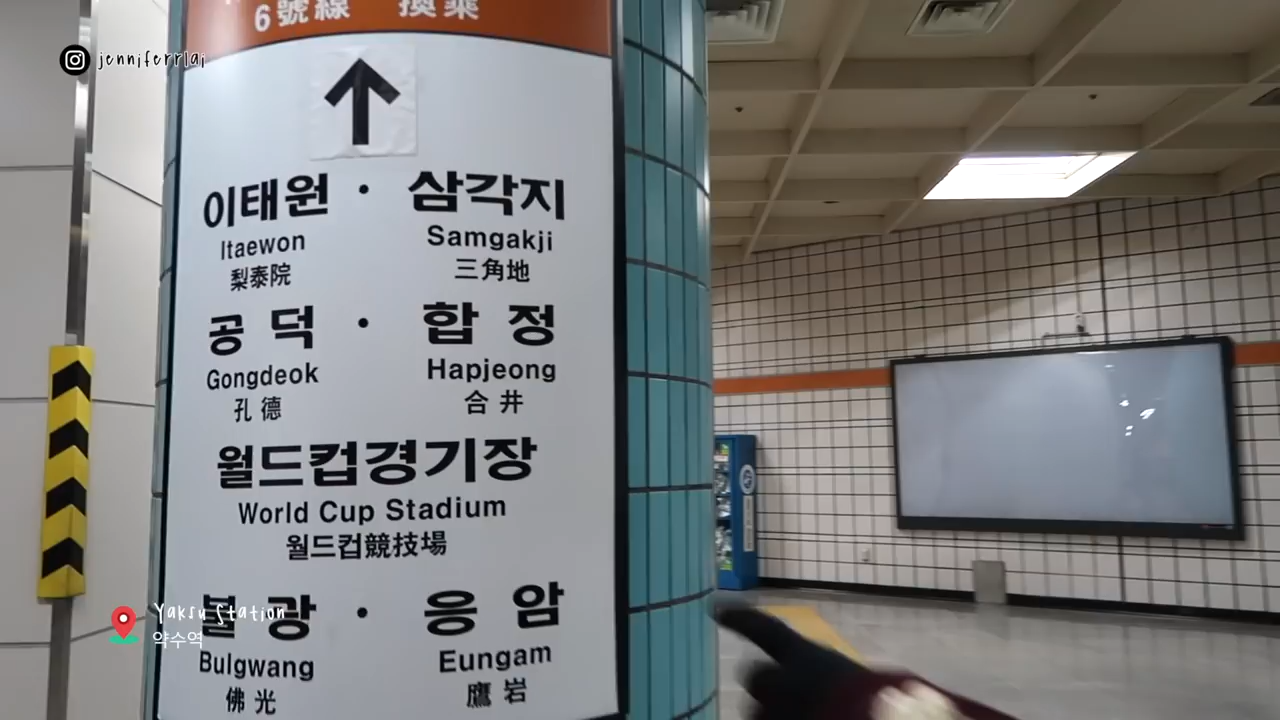 6號線 換乘
jenniferrlai
이태원 · 삼각지
Itaewon Samgakji
梨泰院 三角地
공 덕 · 합 정
Gongdeok Hapjeong
孔 德 合 井
월드컵경기장
World Cup Stadium
월드컵競技場
불 광 · 응 암
Yaksu Station
약수역
Bulgwang Eungam
佛 光 鷹 岩